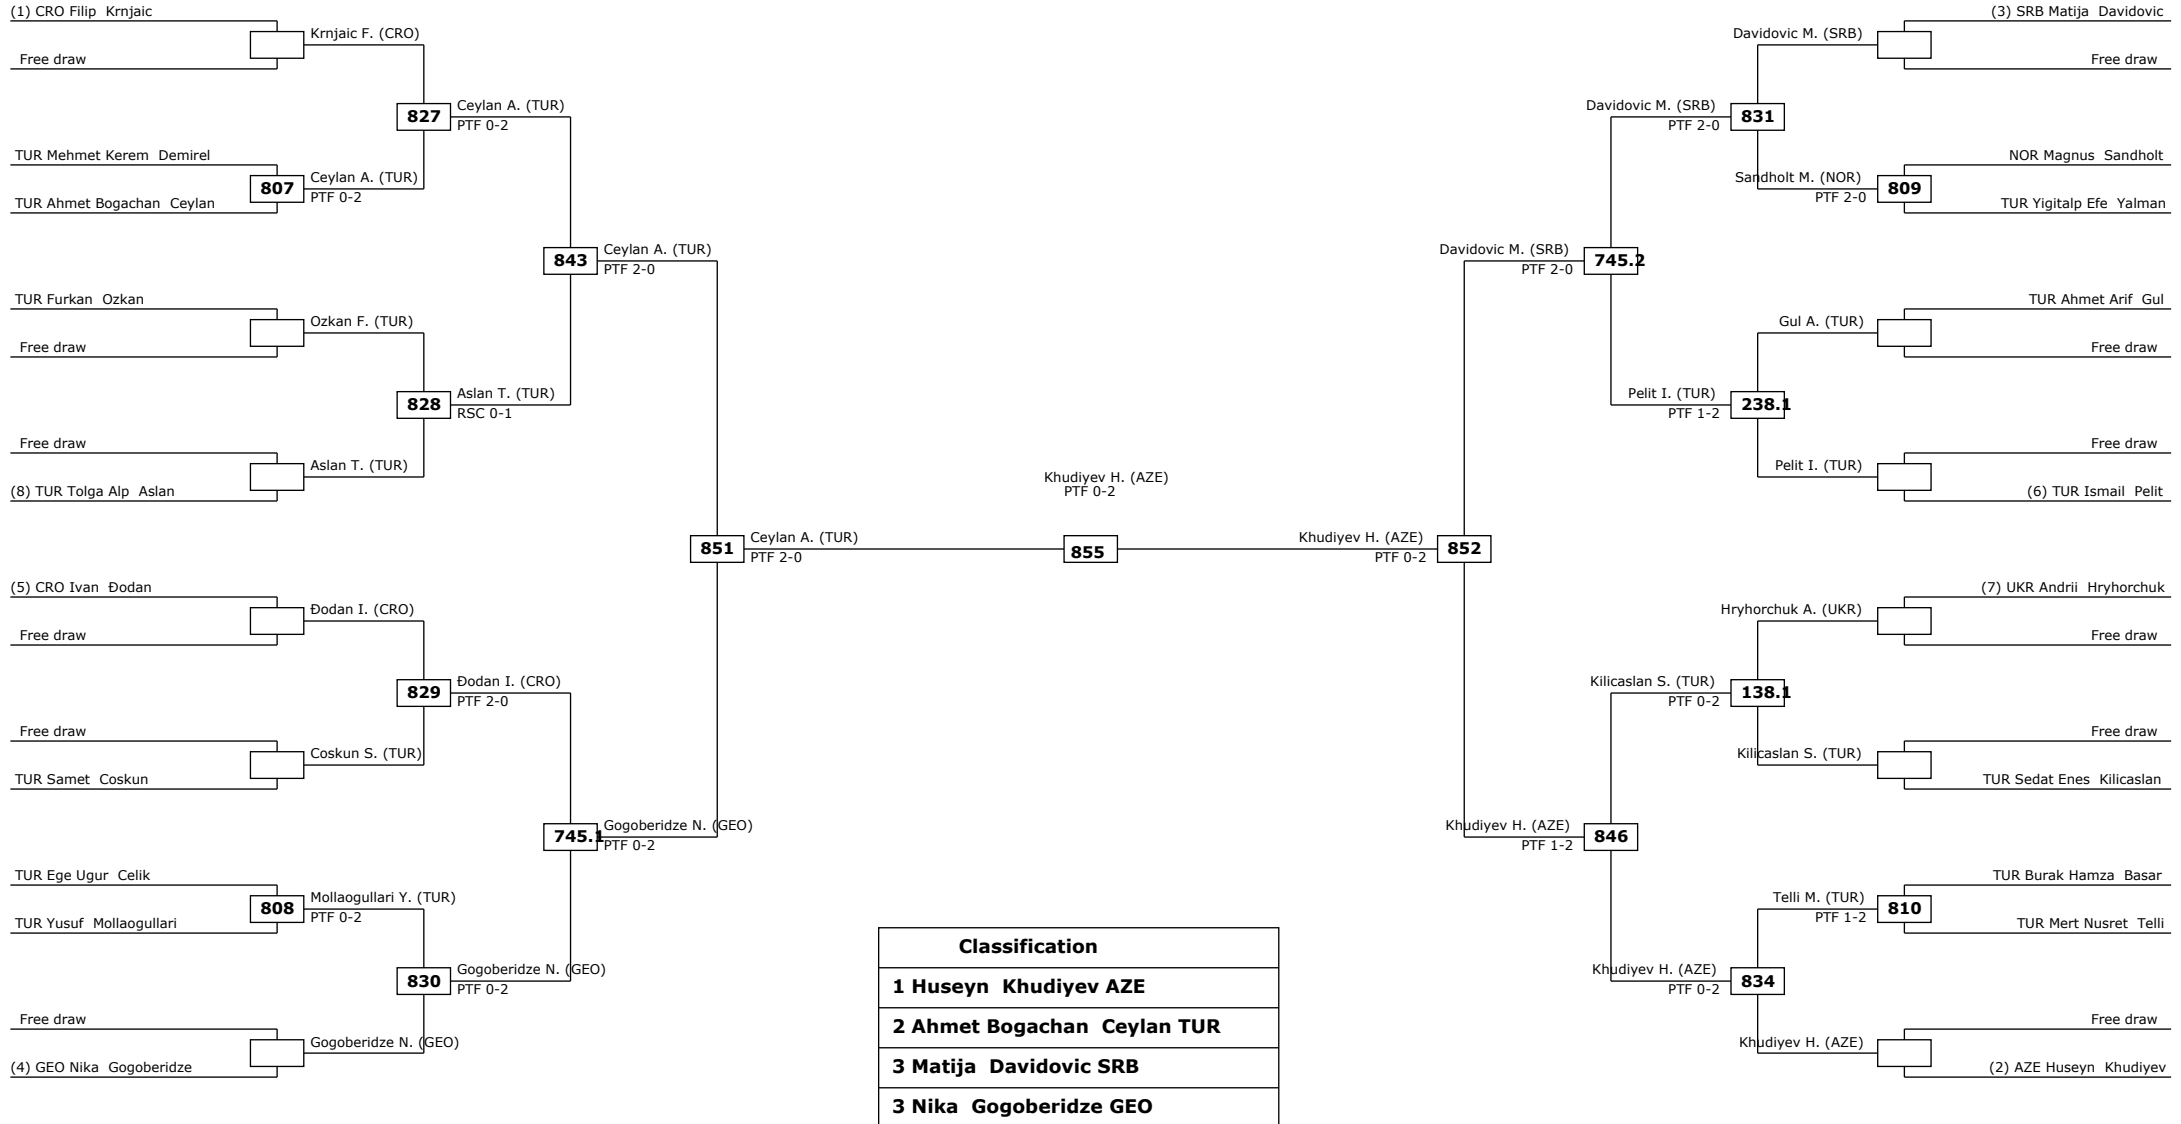 (1) CRO Filip Krnjaic
Krnjaic F. (CRO)
Free draw
827
Ceylan A. (TUR)
PTF 0-2
TUR Mehmet Kerem Demirel
807
Ceylan A. (TUR)
PTF 0-2
TUR Ahmet Bogachan Ceylan
843
Ceylan A. (TUR)
PTF 2-0
TUR Furkan Ozkan
Ozkan F. (TUR)
Free draw
828
Aslan T. (TUR)
RSC 0-1
Free draw
Aslan T. (TUR)
(8) TUR Tolga Alp Aslan
851
Ceylan A. (TUR)
PTF 2-0
(5) CRO Ivan Đodan
Đodan I. (CRO)
Free draw
829
Đodan I. (CRO)
PTF 2-0
Free draw
Coskun S. (TUR)
TUR Samet Coskun
745.1
Gogoberidze N. (GEO)
PTF 0-2
TUR Ege Ugur Celik
808
Mollaogullari Y. (TUR)
PTF 0-2
TUR Yusuf Mollaogullari
830
Gogoberidze N. (GEO)
PTF 0-2
Free draw
Gogoberidze N. (GEO)
(4) GEO Nika Gogoberidze
Khudiyev H. (AZE)
PTF 0-2
855
(3) SRB Matija Davidovic
Davidovic M. (SRB)
Free draw
Davidovic M. (SRB)
PTF 2-0
831
NOR Magnus Sandholt
Sandholt M. (NOR)
PTF 2-0
809
TUR Yigitalp Efe Yalman
Davidovic M. (SRB)
PTF 2-0
745.2
TUR Ahmet Arif Gul
Gul A. (TUR)
Free draw
Pelit I. (TUR)
PTF 1-2
238.1
Free draw
Pelit I. (TUR)
(6) TUR Ismail Pelit
Khudiyev H. (AZE)
PTF 0-2
852
(7) UKR Andrii Hryhorchuk
Hryhorchuk A. (UKR)
Free draw
Kilicaslan S. (TUR)
PTF 0-2
138.1
Free draw
Kilicaslan S. (TUR)
TUR Sedat Enes Kilicaslan
Khudiyev H. (AZE)
PTF 1-2
846
TUR Burak Hamza Basar
Telli M. (TUR)
PTF 1-2
810
TUR Mert Nusret Telli
Khudiyev H. (AZE)
PTF 0-2
834
Free draw
Khudiyev H. (AZE)
(2) AZE Huseyn Khudiyev
Classification
1 Huseyn Khudiyev AZE
2 Ahmet Bogachan Ceylan TUR
3 Matija Davidovic SRB
3 Nika Gogoberidze GEO